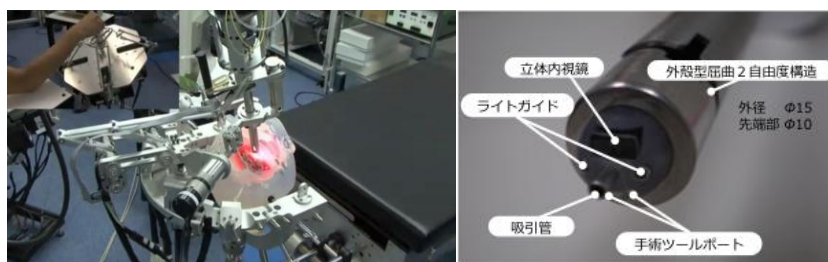 立体内視鏡
外殻型屈曲２自由度構造
ライトガイド
外径 Φ15
先端部 Φ10
吸引管
手術ツールポート